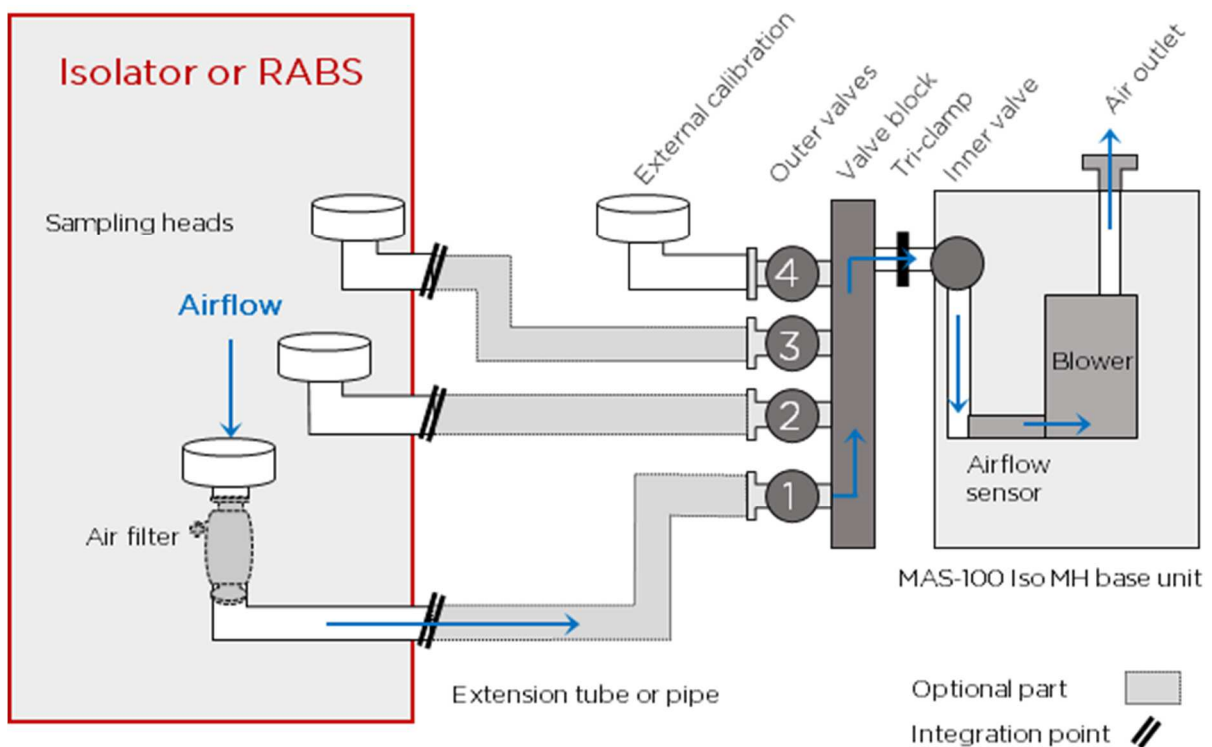 Isolator or RABS
Sampling heads
Airflow
Air filter
External calibration
Outer valves
Valve block
Tri-clamp
Inner valve
Air outlet
4
3
2
1
Blower
Airflow
sensor
MAS-100 Iso MH base unit
Extension tube or pipe
Optional part
Integration point